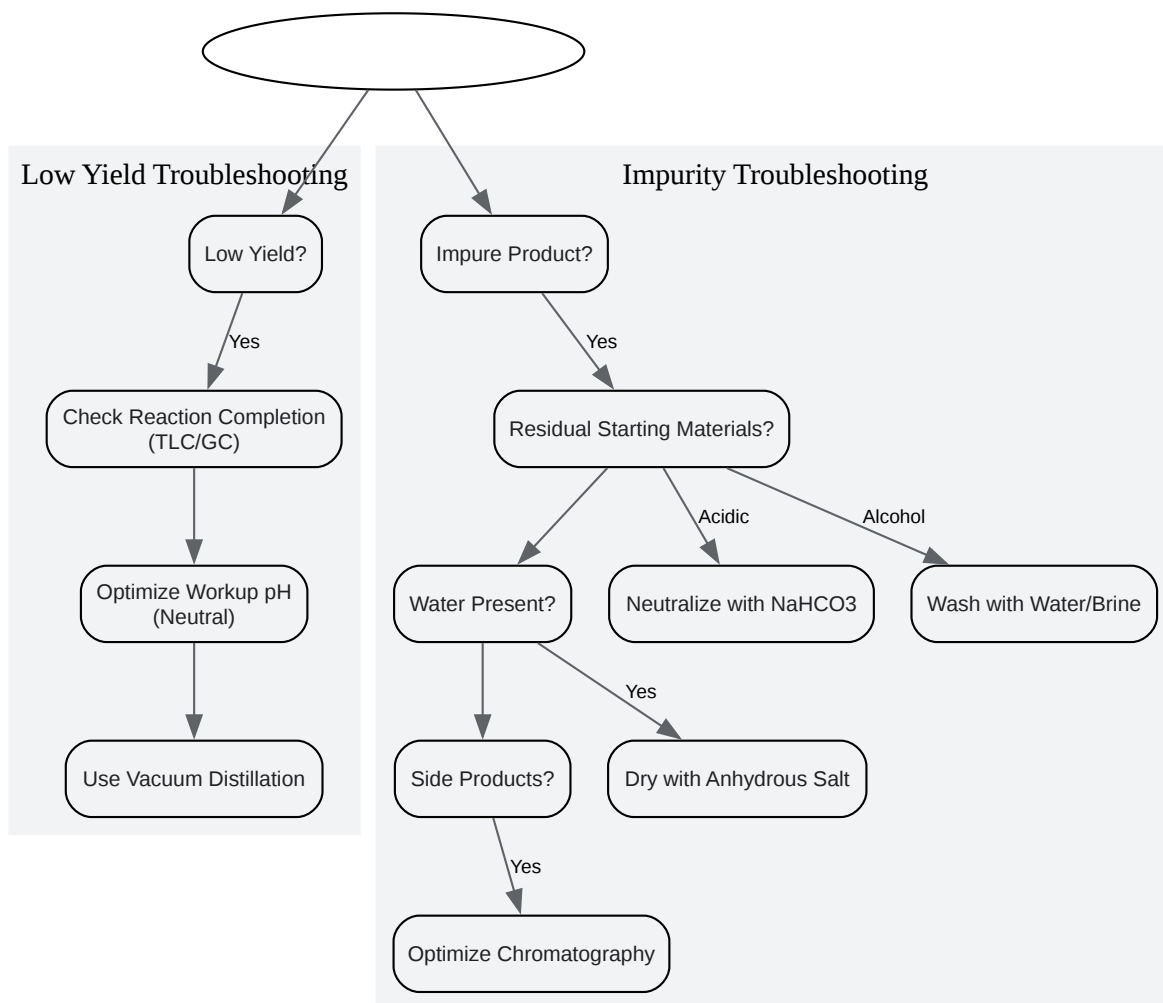 Low Yield Troubleshooting
Impurity Troubleshooting
Low Yield?
Impure Product?
Yes
Yes
Check Reaction Completion
(TLC/GC)
Residual Starting Materials?
Acidic
Alcohol
Optimize Workup pH
(Neutral)
Water Present?
Neutralize with NaHCO3
Wash with Water/Brine
Yes
Use Vacuum Distillation
Side Products?
Dry with Anhydrous Salt
Yes
Optimize Chromatography